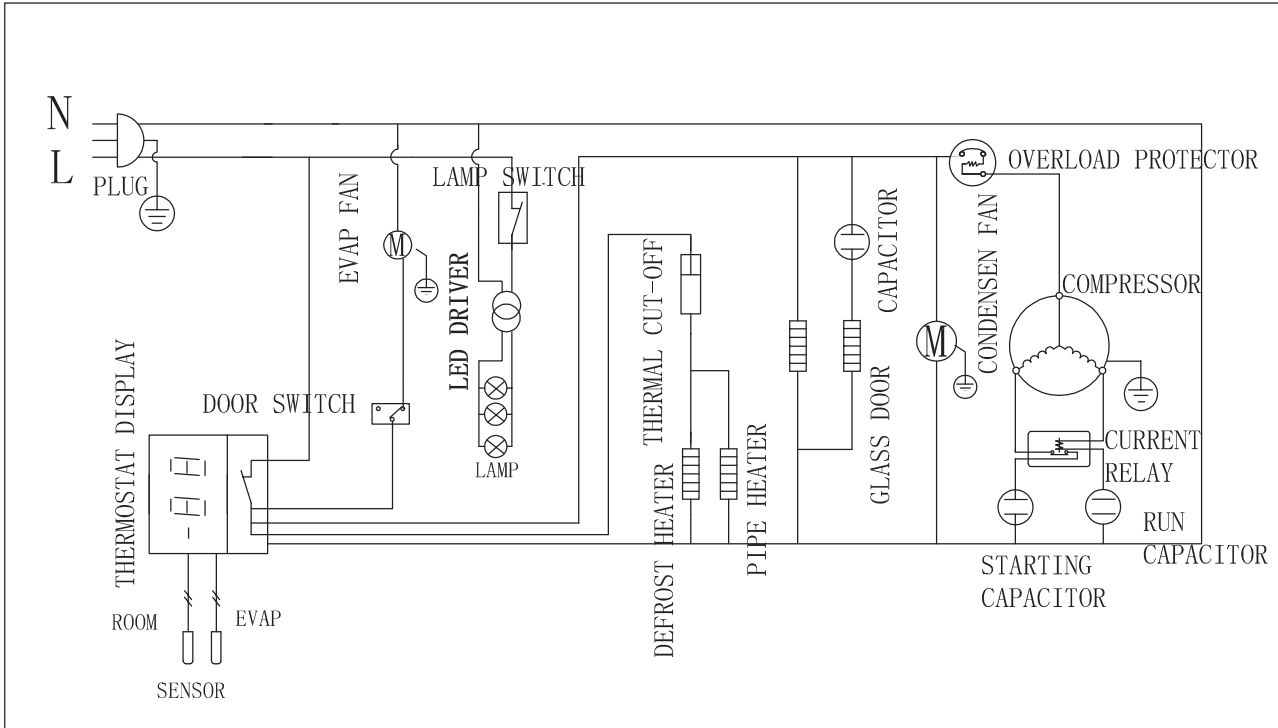 N
L
PLUG
LAMP SWITCH
OVERLOAD PROTECTOR
EVAP FAN
M
LED DRIVER
THERMAL CUT-OFF
CAPACITOR
CONDENSEN FAN
M
COMPRESSOR
THERMOSTAT DISPLAY
DOOR SWITCH
LAMP
DEFROST HEATER
PIPE HEATER
GLASS DOOR
CURRENT
RELAY
RUN
CAPACITOR
STARTING
CAPACITOR
ROOM
EVAP
SENSOR